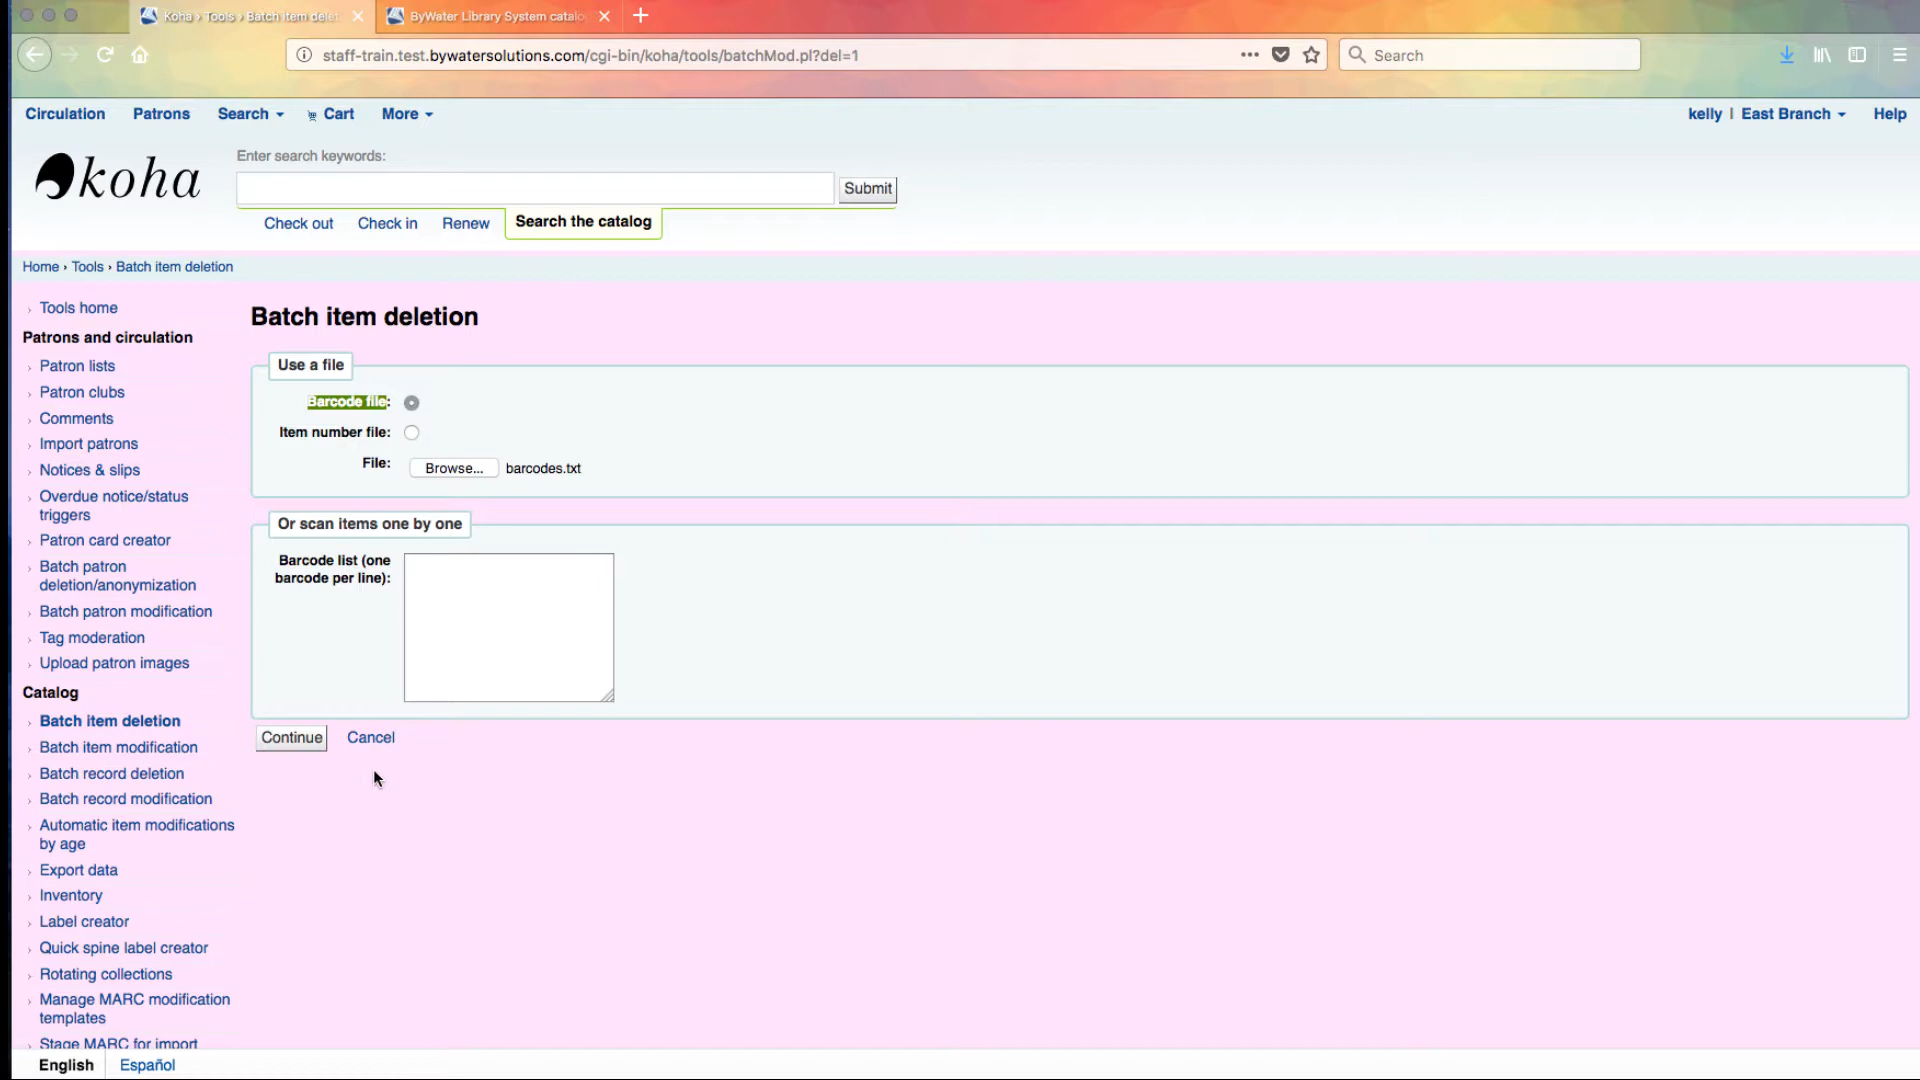 Koha › Tools › Batch item dele
ByWater Library System catalo
staff-train.test.bywatersolutions.com/cgi-bin/koha/tools/batchMod.pl?del=1
Search
Circulation Patrons Search Cart More
kelly | East Branch Help
koha
Enter search keywords:
Submit
Check out Check in Renew Search the catalog
Home › Tools › Batch item deletion
Tools home
Patrons and circulation
Patron lists
Patron clubs
Comments
Import patrons
Notices & slips
Overdue notice/status
triggers
Patron card creator
Batch patron
deletion/anonymization
Batch patron modification
Tag moderation
Upload patron images
Catalog
Batch item deletion
Batch item modification
Batch record deletion
Batch record modification
Automatic item modifications
by age
Export data
Inventory
Label creator
Quick spine label creator
Rotating collections
Manage MARC modification
templates
Stage MARC for import
Batch item deletion
Use a file
Barcode file:
Item number file:
File: Browse... barcodes.txt
Or scan items one by one
Barcode list (one
barcode per line):
Continue Cancel
English Español